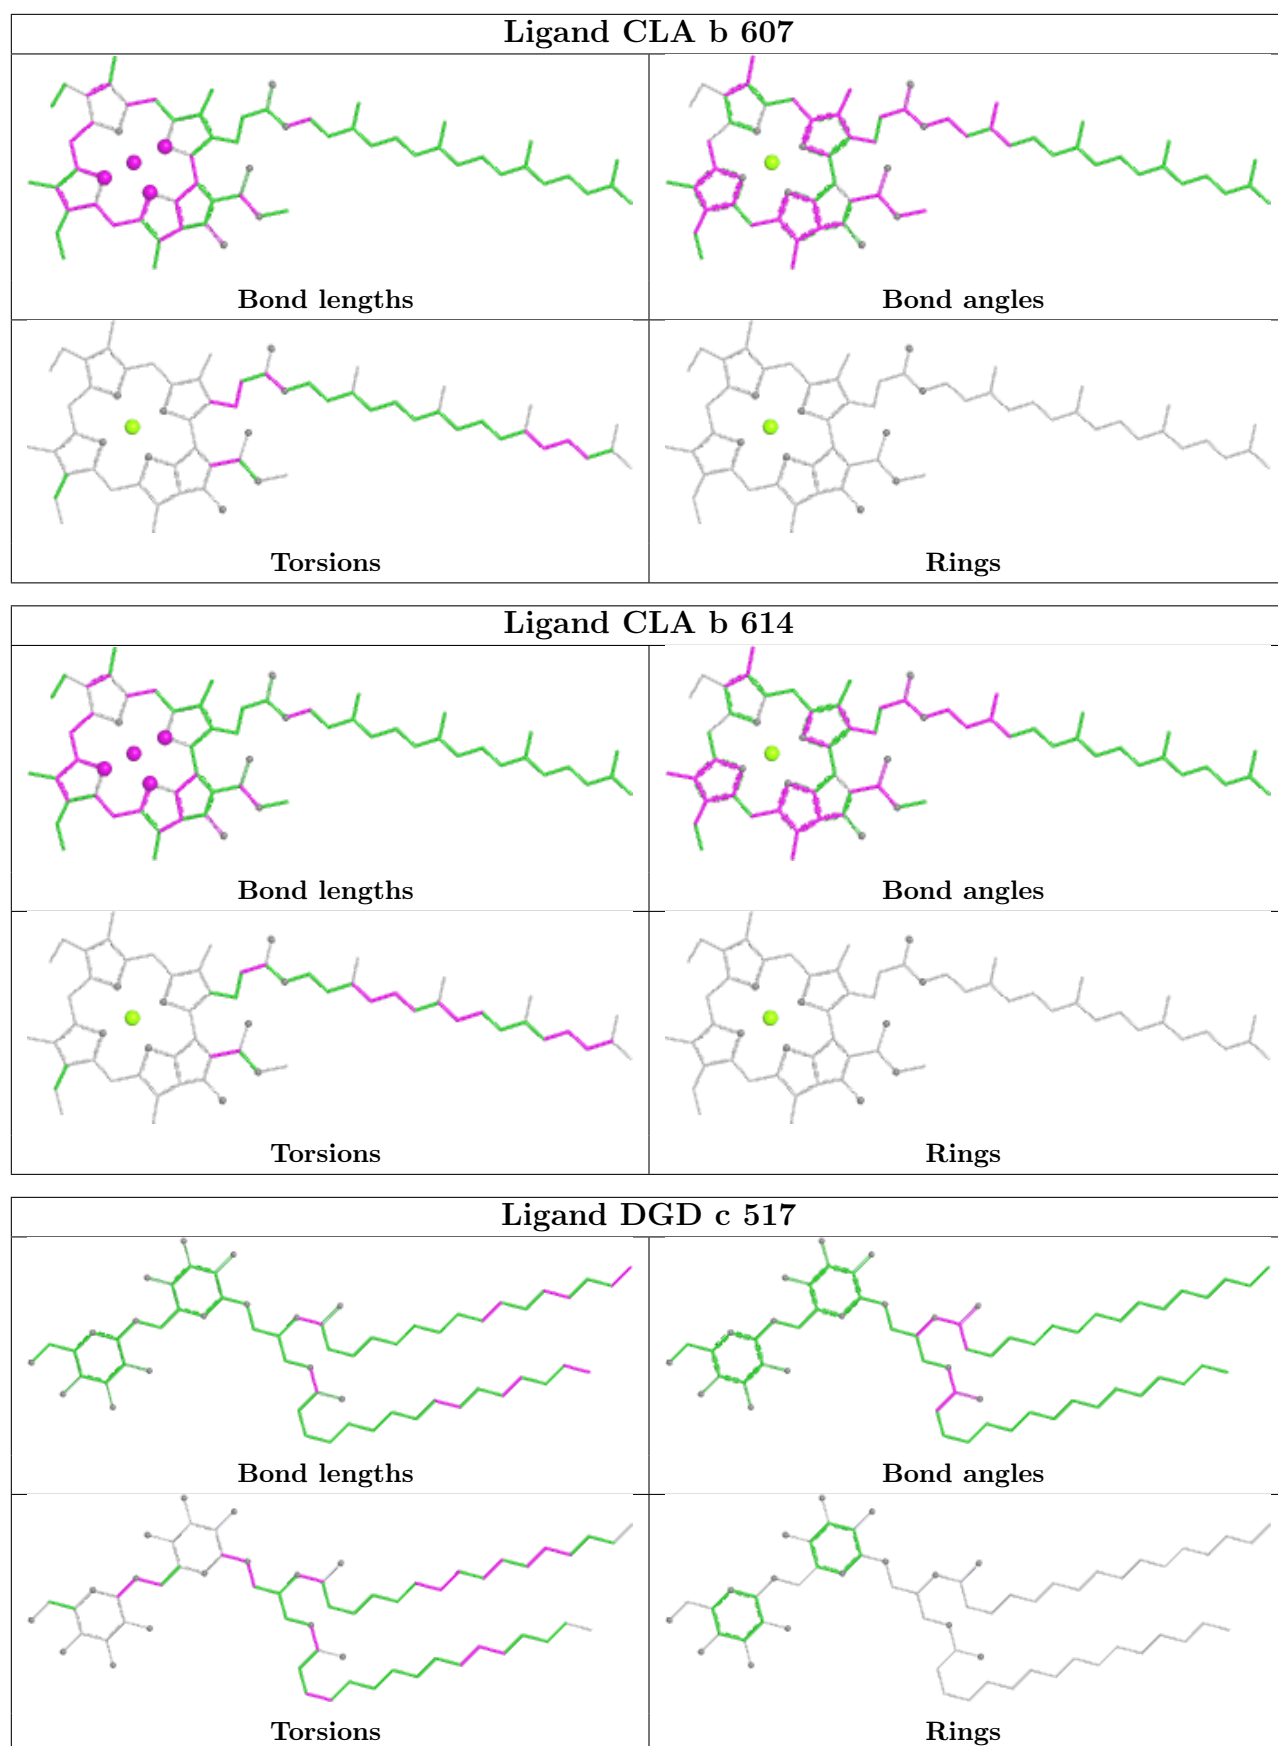 Ligand CLA b 607
Bond lengths
Bond angles
Torsions
Rings
Ligand CLA b 614
Bond lengths
Bond angles
Torsions
Rings
Ligand DGD c 517
Bond lengths
Bond angles
Torsions
Rings